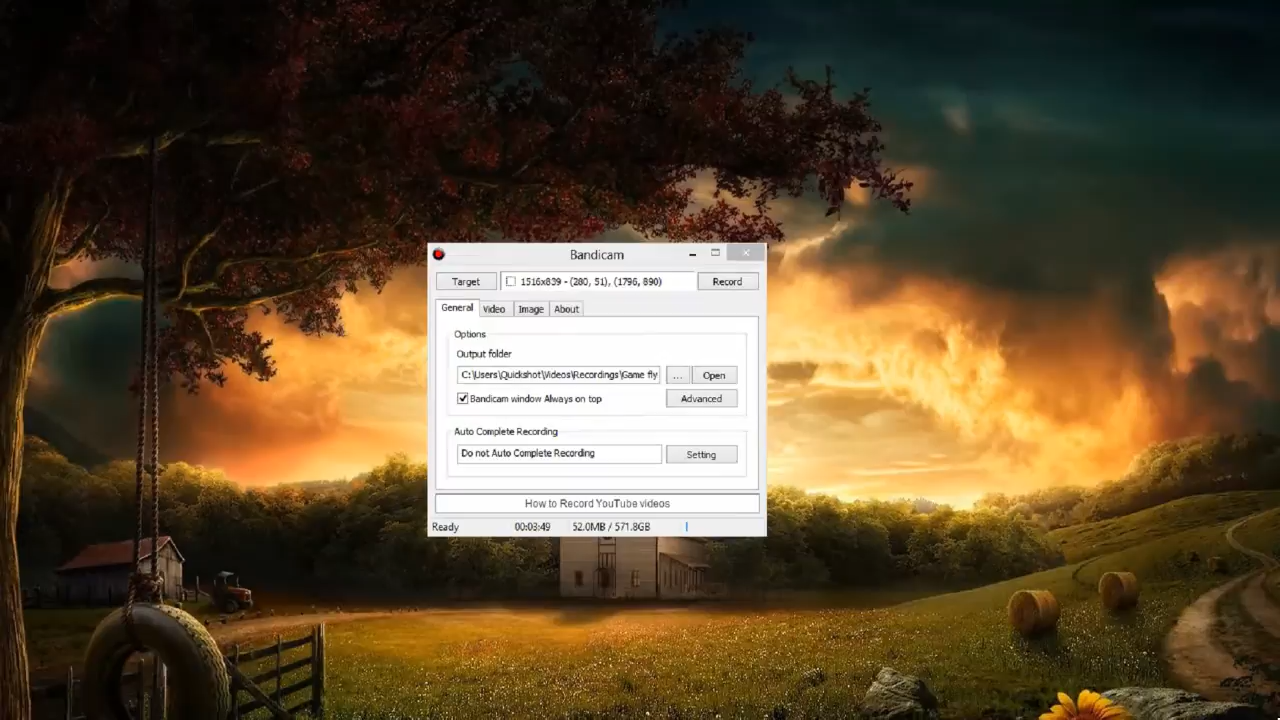 Bandicam
Target
1516x839 - (280, 51), (1796, 890)
Record
General Video Image About
Options
Output folder
C:\Users\Quickshot\Videos\Recordings\Game fly
... Open
Bandicam window Always on top
Advanced
Auto Complete Recording
Do not Auto Complete Recording
Setting
How to Record YouTube videos
Ready 00:03:49 52.0MB / 571.8GB